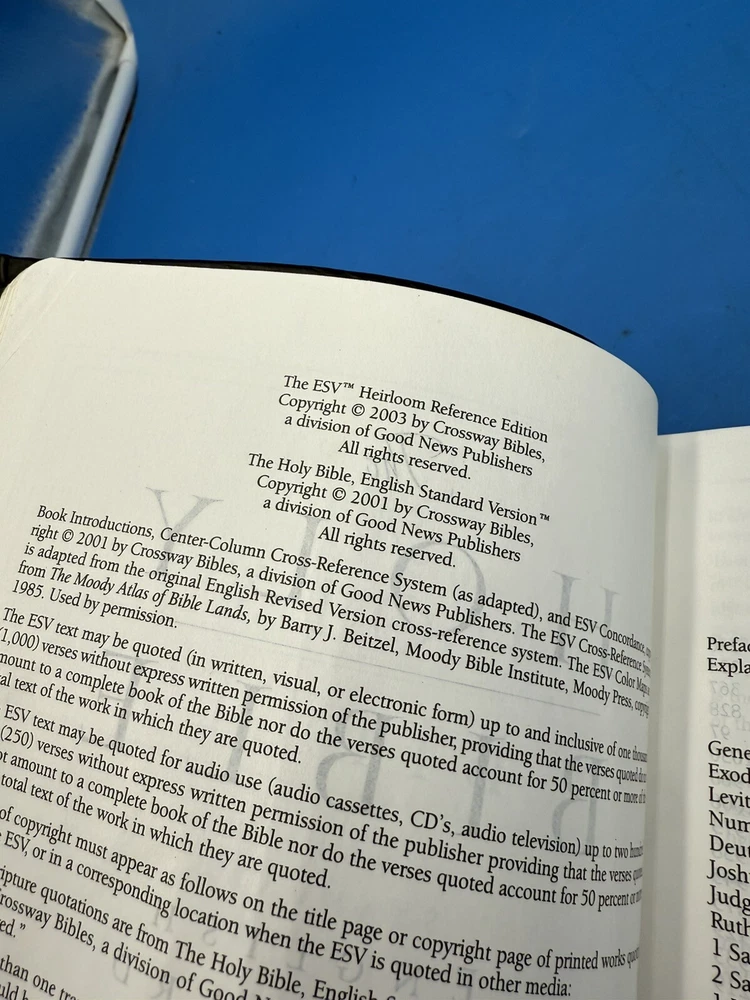 The ESV™ Heirloom Reference Edition
Copyright © 2003 by Crossway Bibles,
a division of Good News Publishers
All rights reserved.
The Holy Bible, English Standard Version™
Copyright © 2001 by Crossway Bibles,
a division of Good News Publishers
All rights reserved.
Book Introductions, Center-Column Cross-Reference System (as adapted), and ESV Concordance,
right © 2001 by Crossway Bibles, a division of Good News Publishers. The ESV Cross-Reference
is adapted from the original English Revised Version cross-reference system. The ESV Color Maps
from The Moody Atlas of Bible Lands, by Barry J. Beitzel, Moody Bible Institute, Moody Press,
1985. Used by permission.
The ESV text may be quoted (in written, visual, or electronic form) up to and inclusive of one
(1,000) verses without express written permission of the publisher, providing that the verses quoted
mount to a complete book of the Bible nor do the verses quoted account for 50 percent or more
al text of the work in which they are quoted.
ESV text may be quoted for audio use (audio cassettes, CD's, audio television) up to two
(250) verses without express written permission of the publisher providing that the verses
ot amount to a complete book of the Bible nor do the verses quoted account for 50 percent
total text of the work in which they are quoted.
of copyright must appear as follows on the title page or copyright page of printed works
ESV, or in a corresponding location when the ESV is quoted in other media:
ripture quotations are from The Holy Bible, English
rossway Bibles, a division of Good
ved."
than one
Prefac
Expla
Gene
Exod
Levit
Num
Deut
Josh
Judg
Ruth
1 Sa
2 Sa